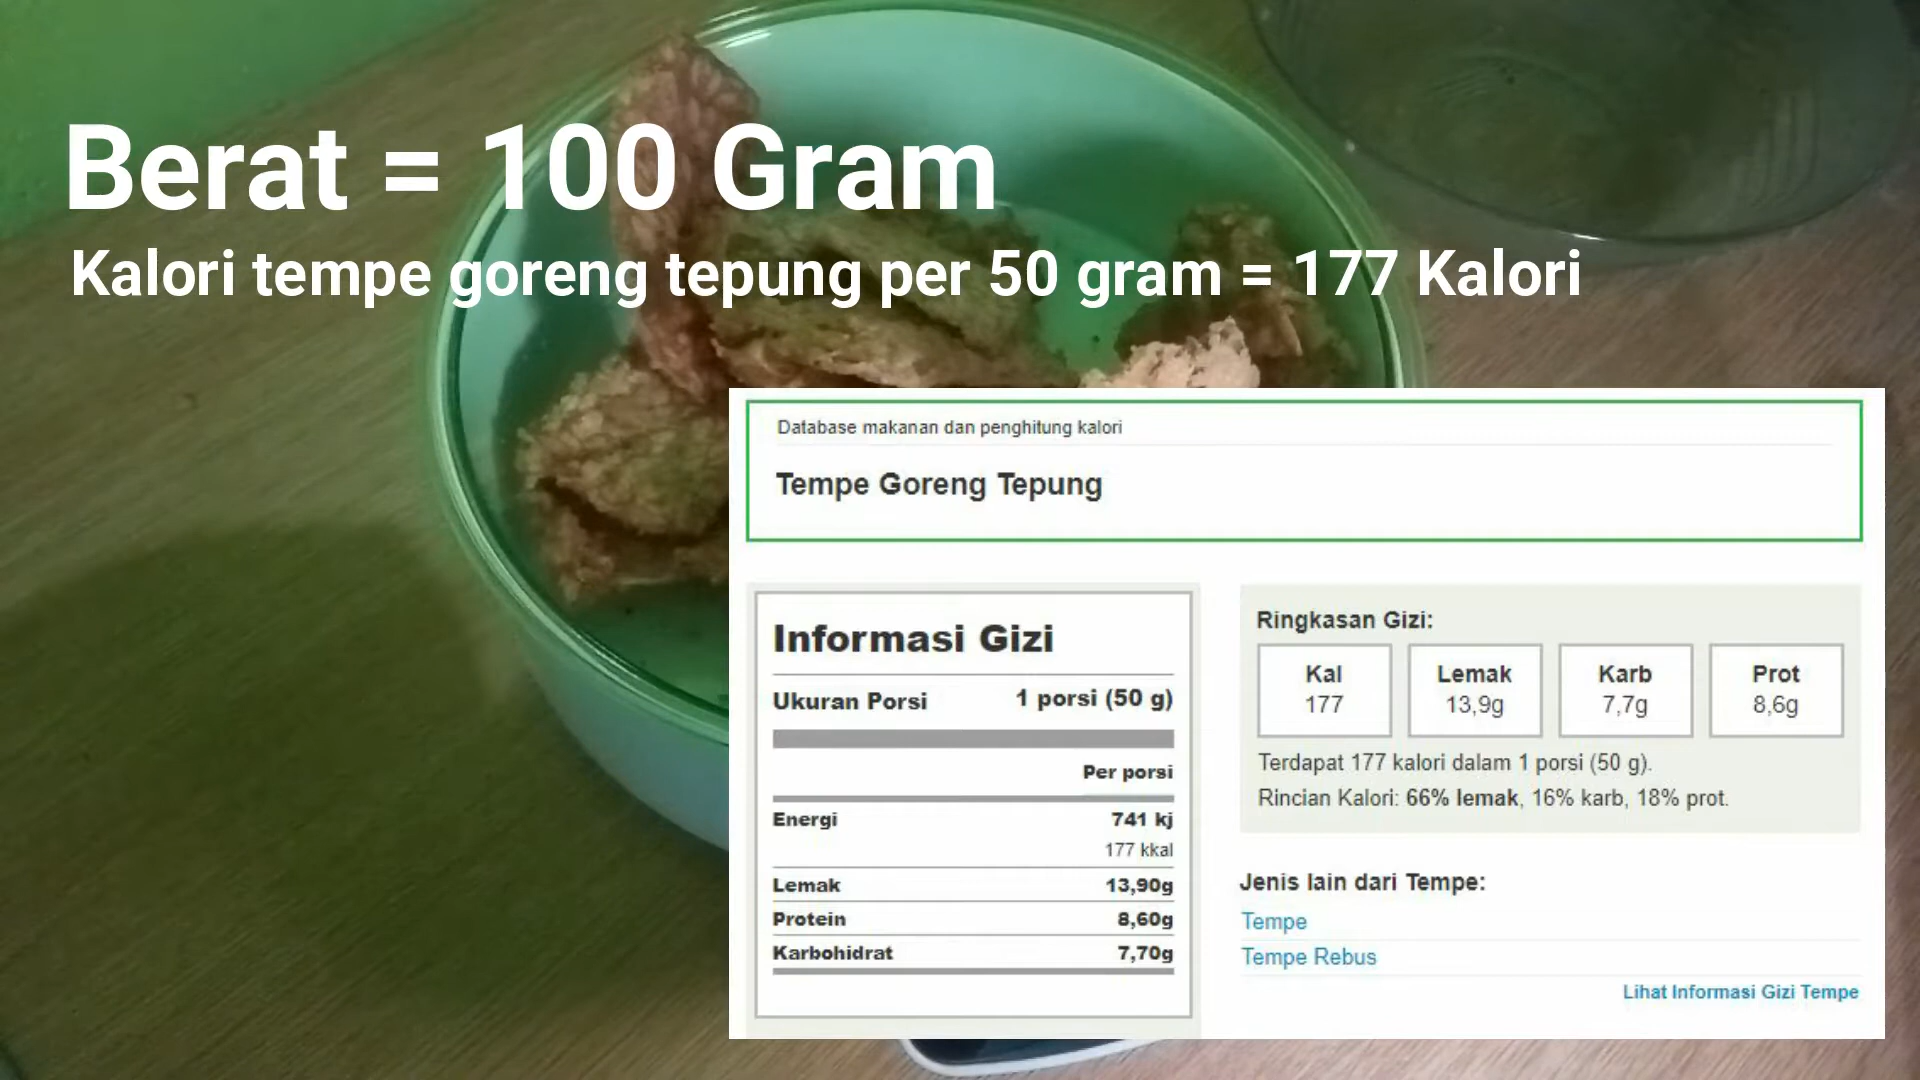 Berat = 100 Gram
Kalori tempe goreng tepung per 50 gram = 177 Kalori
Database makanan dan penghitung kalori
Tempe Goreng Tepung
Informasi Gizi
Ukuran Porsi 1 porsi (50 g)
Per porsi
Energi 741 kj
177 kkal
Lemak 13,90g
Protein 8,60g
Karbohidrat 7,70g
Ringkasan Gizi:
Kal Lemak Karb Prot
177 13,9g 7,7g 8,6g
Terdapat 177 kalori dalam 1 porsi (50 g).
Rincian Kalori: 66% lemak, 16% karb, 18% prot.
Jenis lain dari Tempe:
Tempe
Tempe Rebus
Lihat Informasi Gizi Tempe